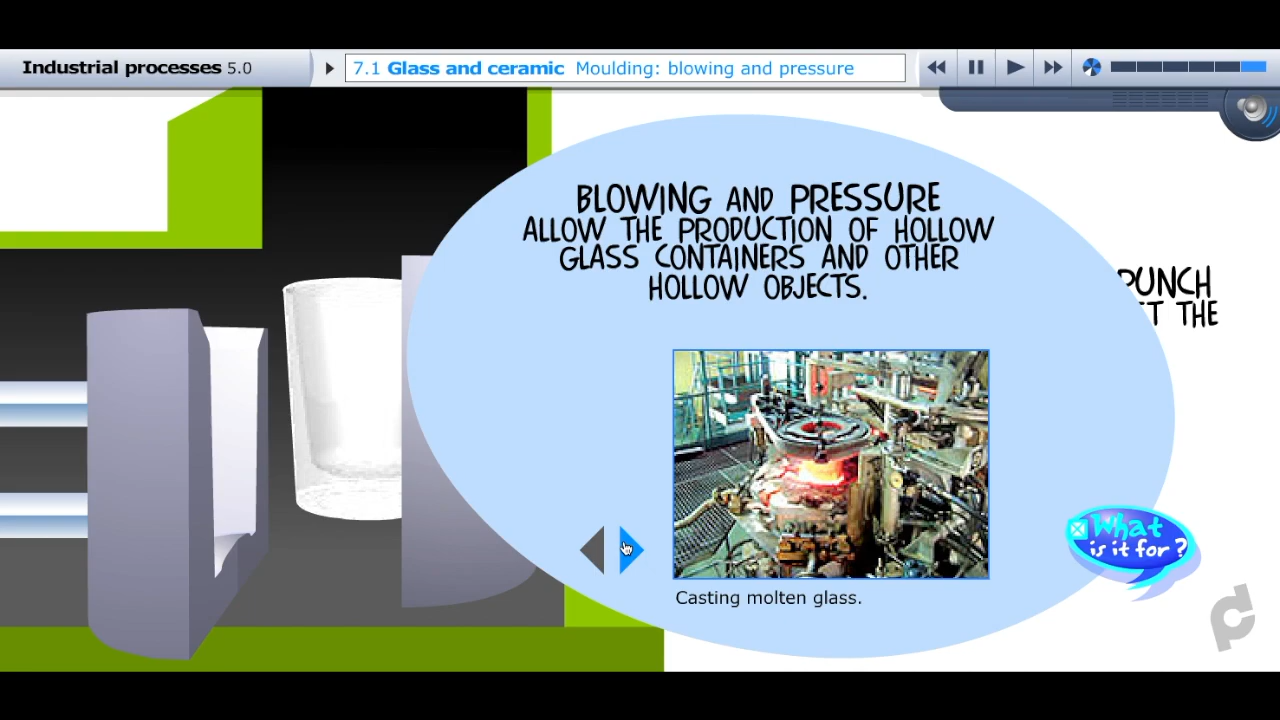 Industrial processes 5.0
7.1 Glass and ceramic Moulding: blowing and pressure
BLOWING AND PRESSURE
ALLOW THE PRODUCTION OF HOLLOW
GLASS CONTAINERS AND OTHER
HOLLOW OBJECTS.
PUNCH
THE
What
is it for?
Casting molten glass.